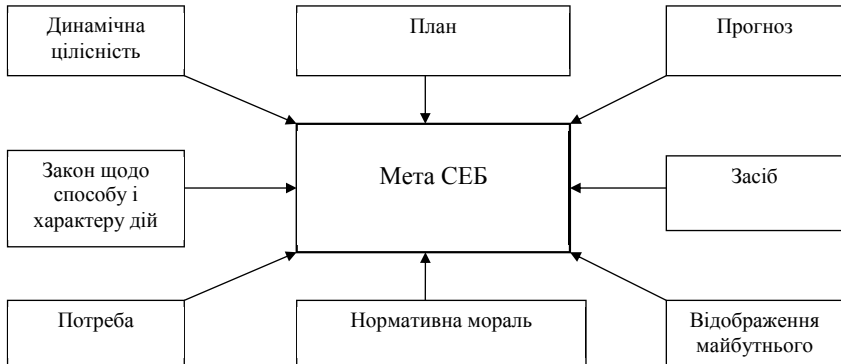 Динамічна
цілісність
План
Прогноз
Закон щодо
способу і
характеру дій
Мета СЕБ
Засіб
Потреба
Нормативна мораль
Відображення
майбутнього